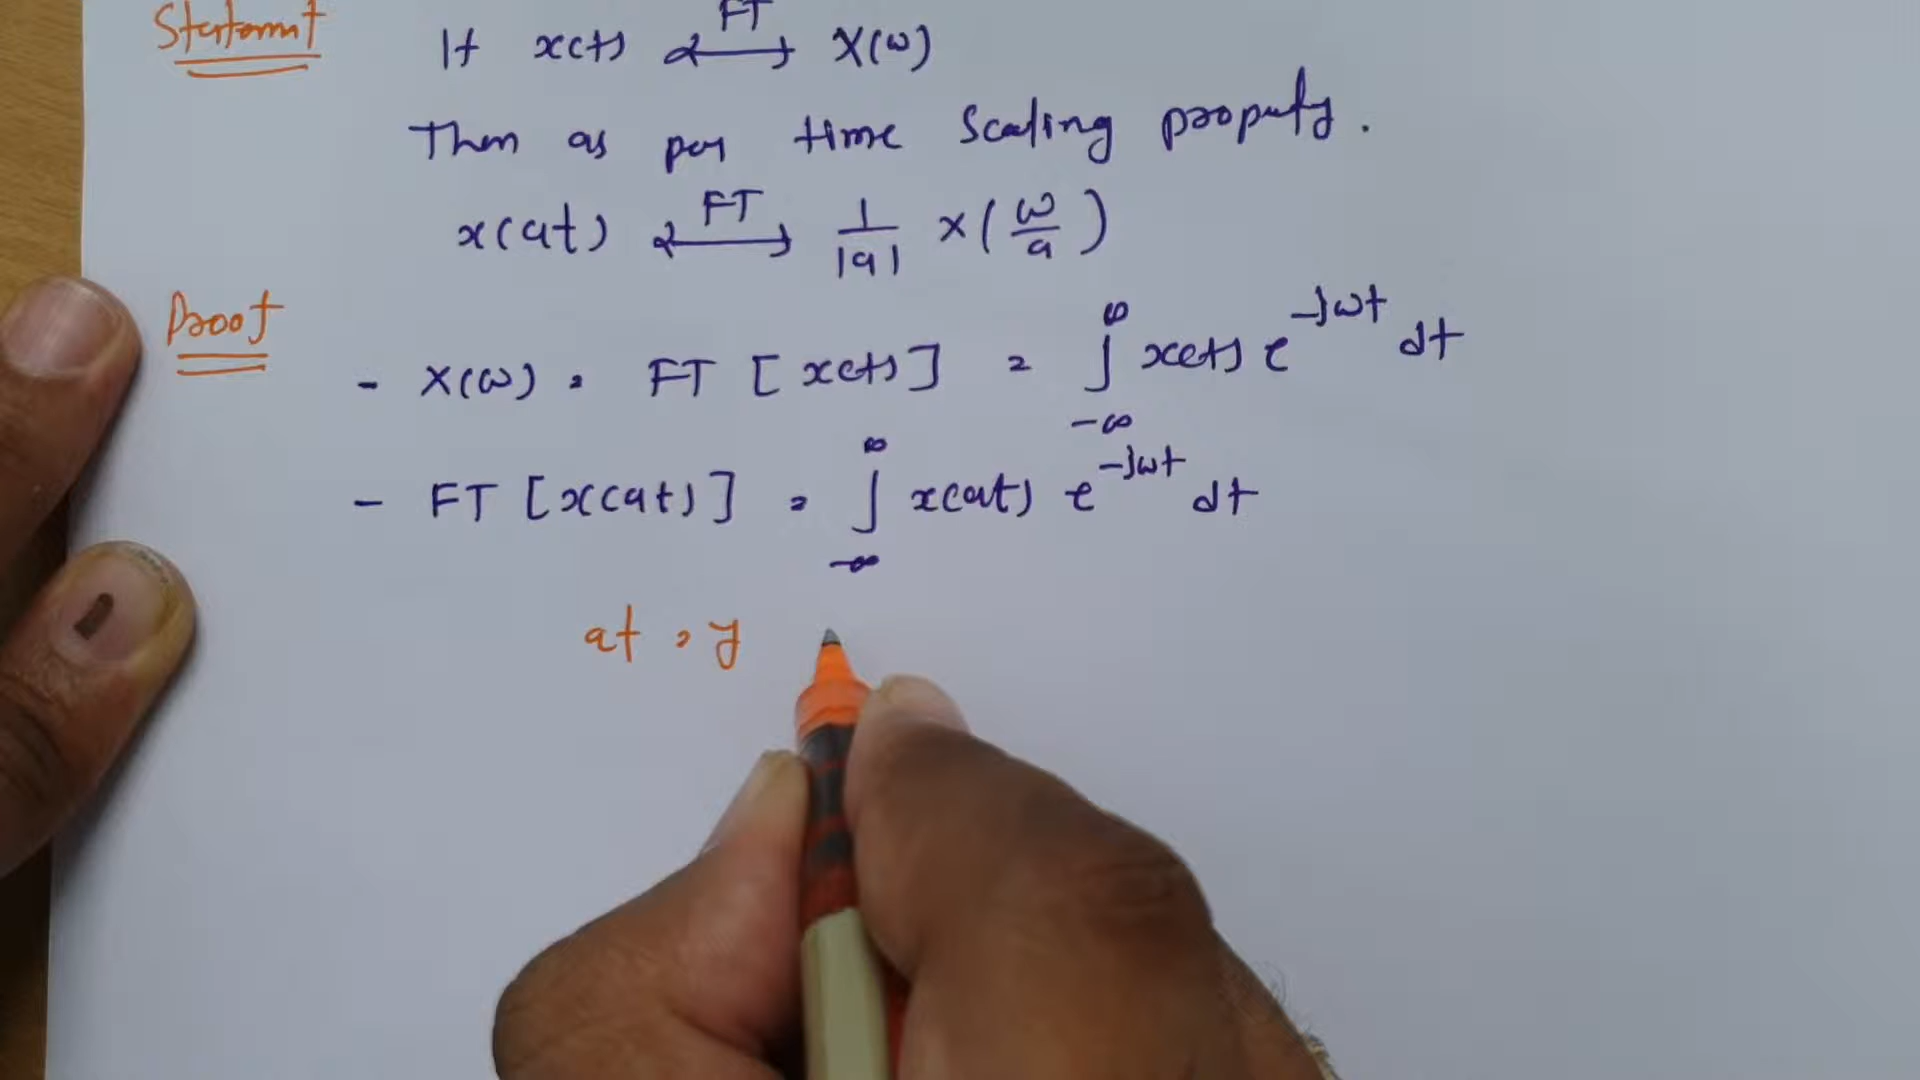 Statement
If x(t) ⟷ FT X(ω)
Then as per time scaling property.
x(at) ⟷ FT 1/|a| X(ω/a)
Proof
- X(ω) = FT [x(t)] = ∫_{-∞}^{∞} x(t) e^{-jωt} dt
- FT [x(at)] = ∫_{-∞}^{∞} x(at) e^{-jωt} dt
at = y